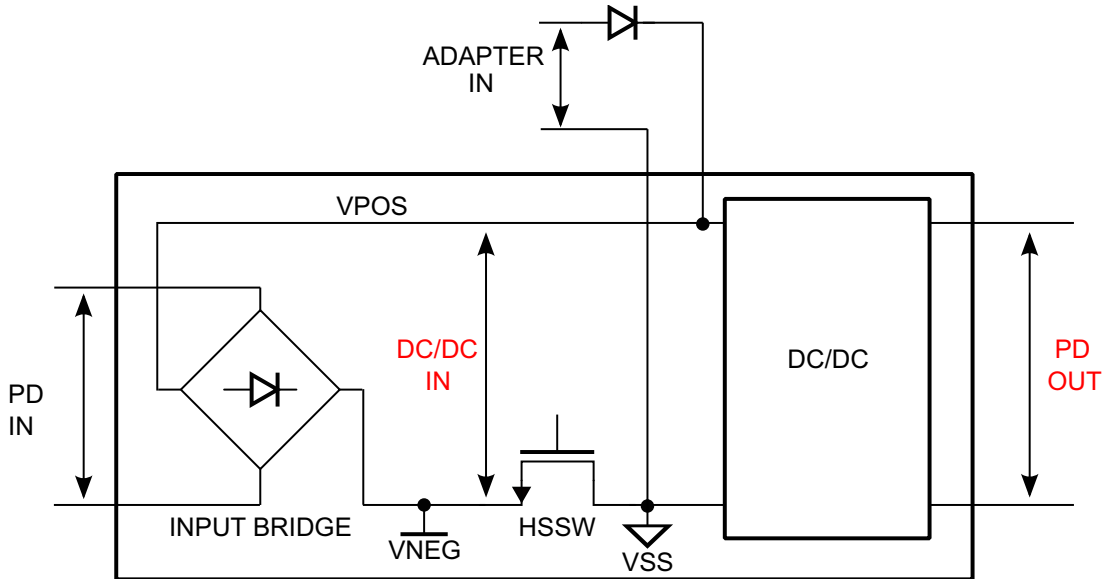 ADAPTER
IN
VPOS
DC/DC
IN
DC/DC
PD
OUT
PD
IN
INPUT BRIDGE
VNEG
HSSW
VSS